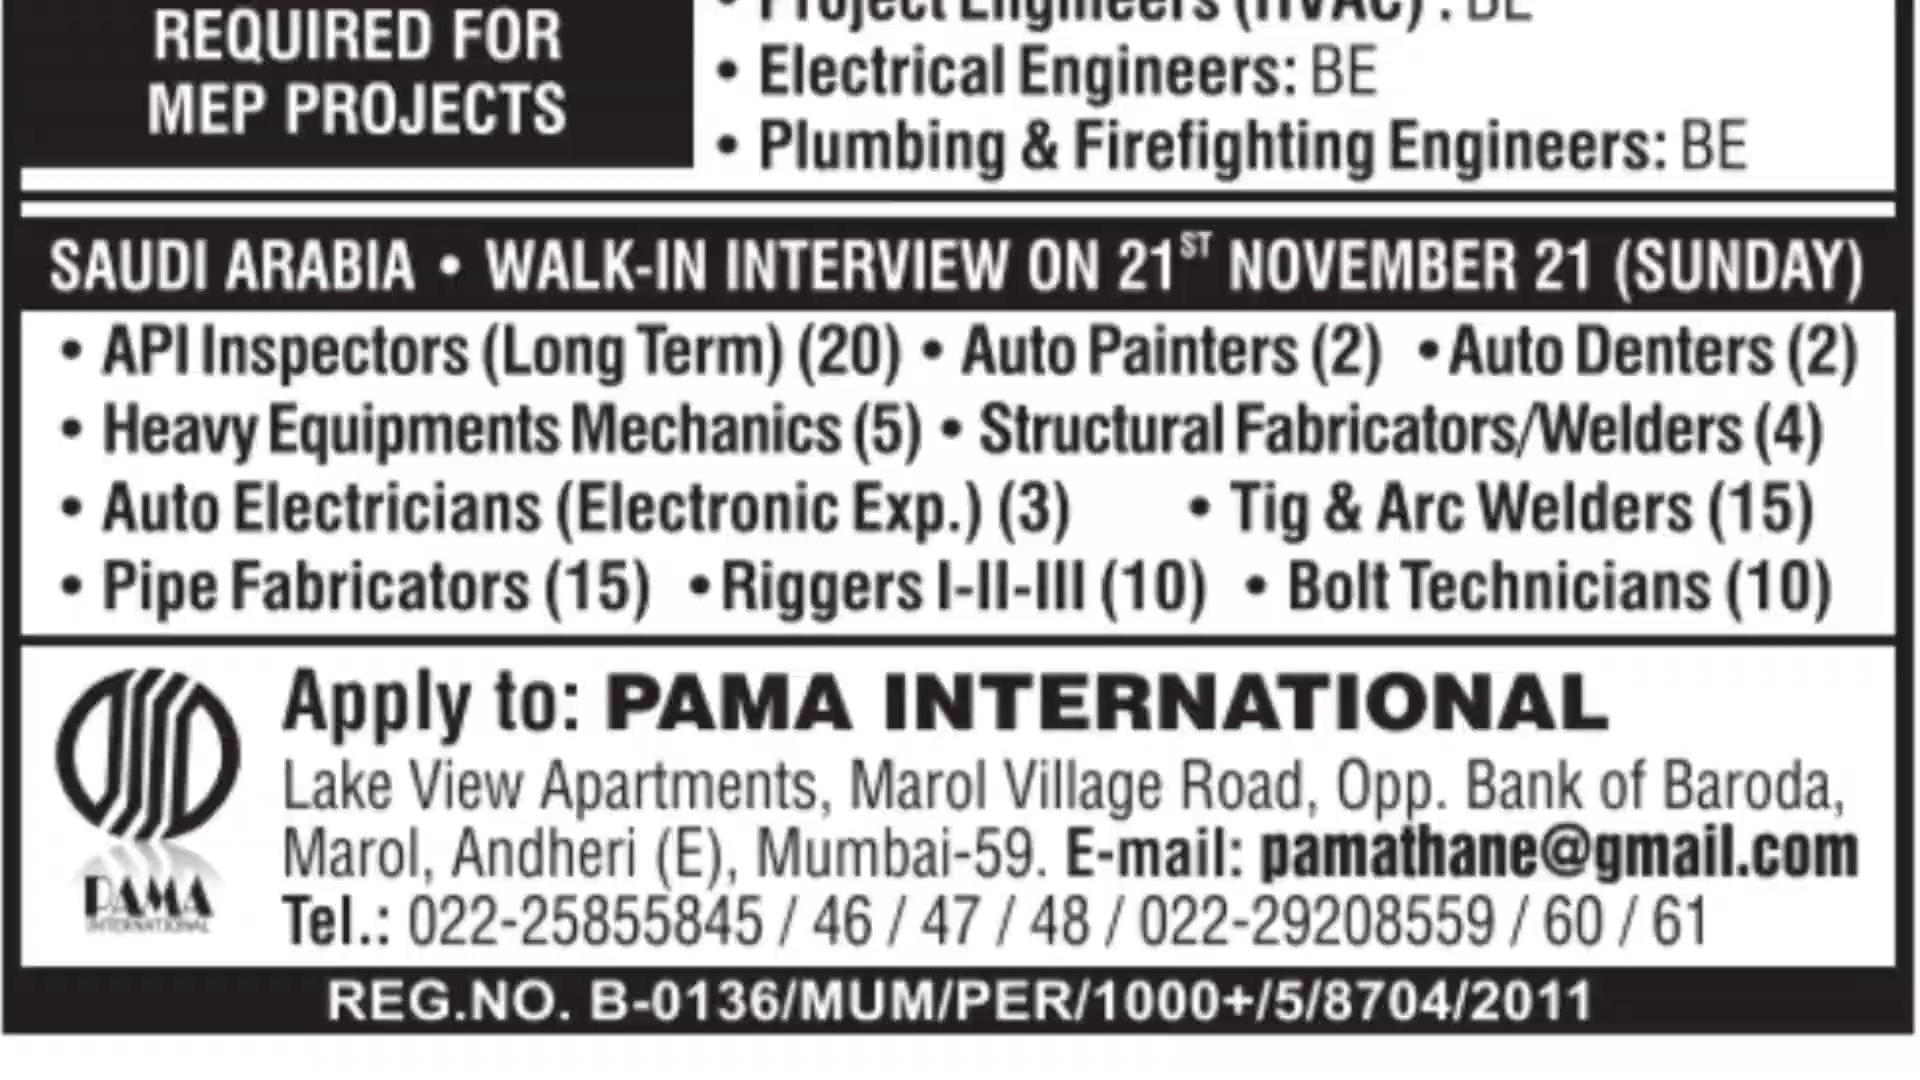 REQUIRED FOR
MEP PROJECTS
• Project Engineers (HVAC) : BE
• Electrical Engineers: BE
• Plumbing & Firefighting Engineers: BE
SAUDI ARABIA • WALK-IN INTERVIEW ON 21ST NOVEMBER 21 (SUNDAY)
• API Inspectors (Long Term) (20) • Auto Painters (2) • Auto Denters (2)
• Heavy Equipments Mechanics (5) • Structural Fabricators/Welders (4)
• Auto Electricians (Electronic Exp.) (3) • Tig & Arc Welders (15)
• Pipe Fabricators (15) • Riggers I-II-III (10) • Bolt Technicians (10)
Apply to: PAMA INTERNATIONAL
Lake View Apartments, Marol Village Road, Opp. Bank of Baroda,
Marol, Andheri (E), Mumbai-59. E-mail: pamathane@gmail.com
Tel.: 022-25855845 / 46 / 47 / 48 / 022-29208559 / 60 / 61
PAMA
INTERNATIONAL
REG.NO. B-0136/MUM/PER/1000+/5/8704/2011